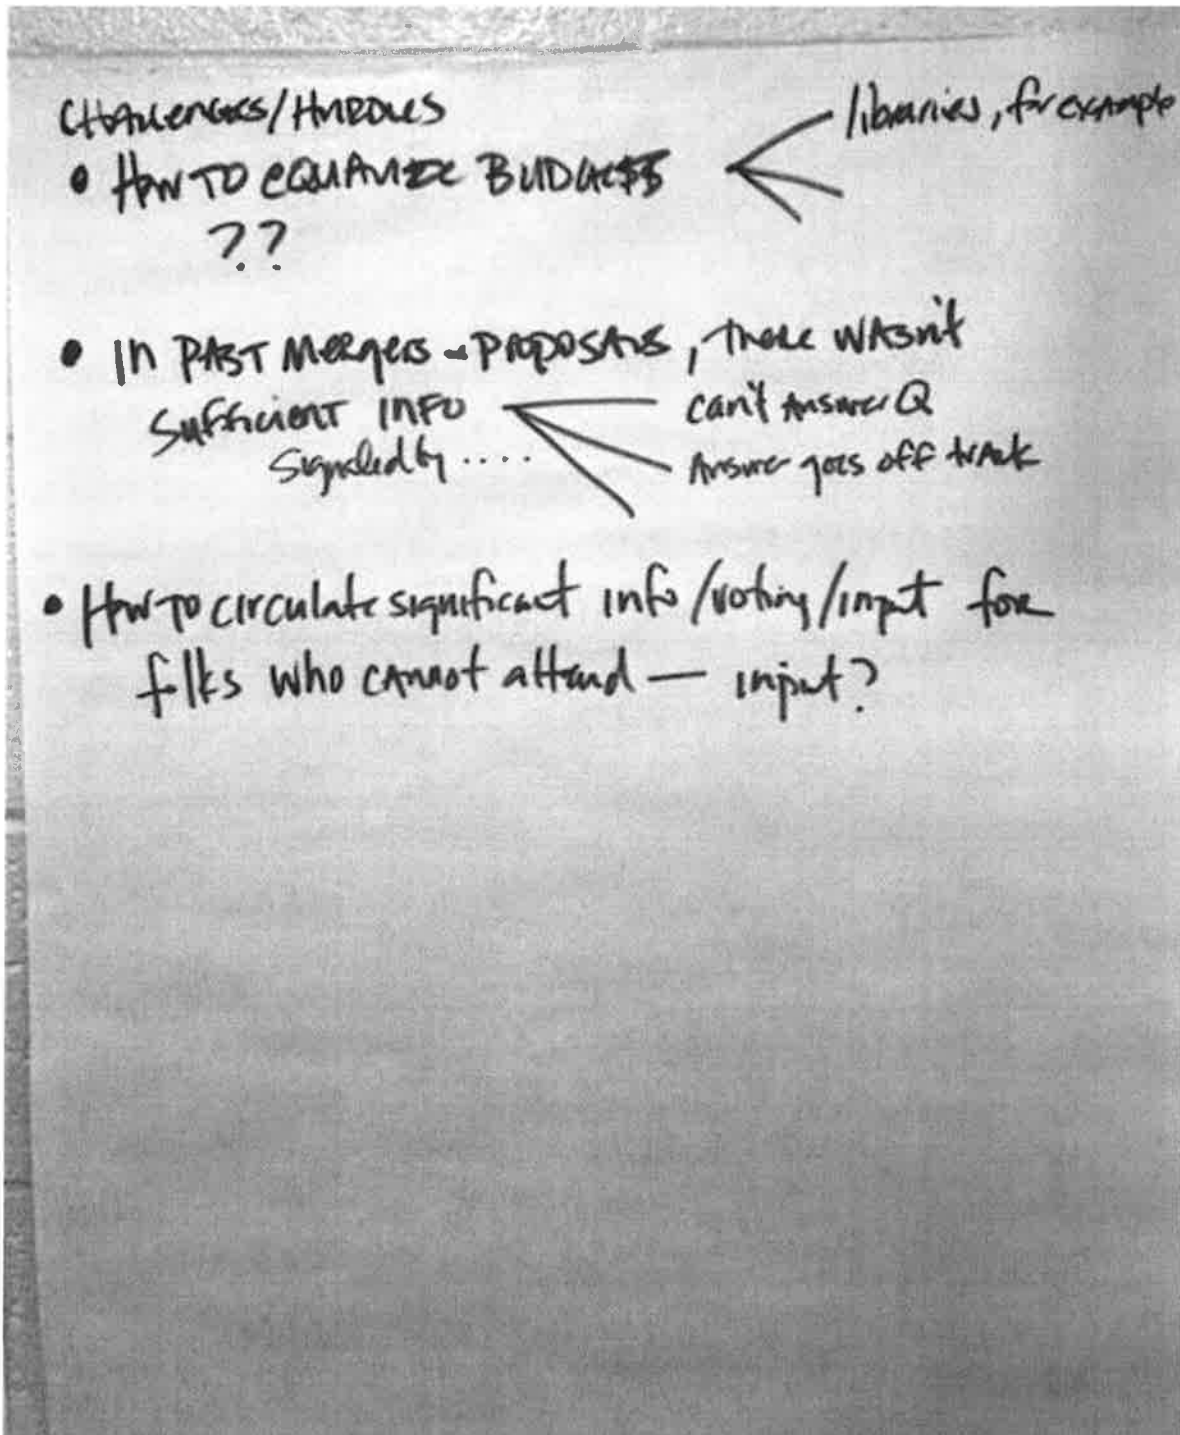 CHALLENGES/HURDLES
• HOW TO EQUALIZE BUDGETS
libraries, for example
??
• In PAST MERGERS - PROPOSALS, THERE WASn't
SUFFICIENT INFO
can't Answer Q
Signaled by .....
Answer goes off track
• How TO circulate significant info/voting/input for
folks who cannot attend — input?